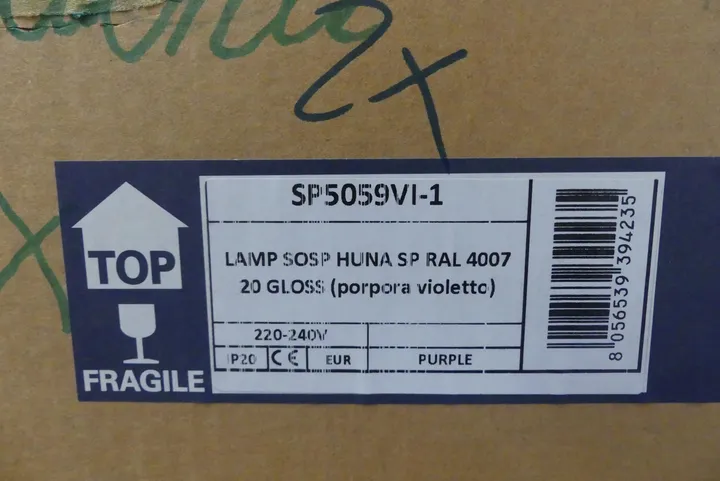 2x
SP5059VI-1
TOP
LAMP SOSP HUNA SP RAL 4007
20 GLOSS (porpora violetto)
220-240V
IP20 CE EUR PURPLE
FRAGILE
8 056539 394235